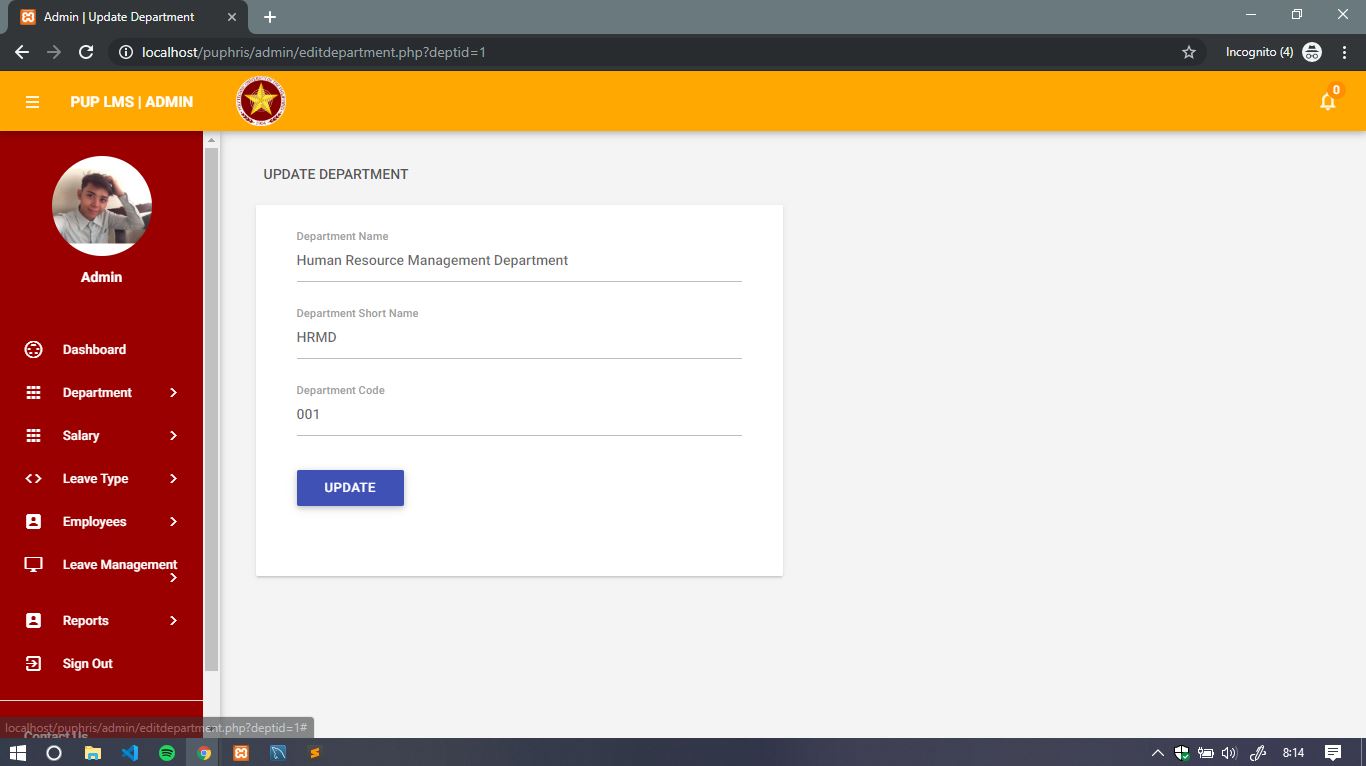 Admin | Update Department
localhost/puphris/admin/editdepartment.php?deptid=1
Incognito (4)
PUP LMS | ADMIN
0
Admin
Dashboard
Department
Salary
Leave Type
Employees
Leave Management
Reports
Sign Out
Contact Us
UPDATE DEPARTMENT
Department Name
Human Resource Management Department
Department Short Name
HRMD
Department Code
001
UPDATE
localhost/puphris/admin/editdepartment.php?deptid=1#
8:14